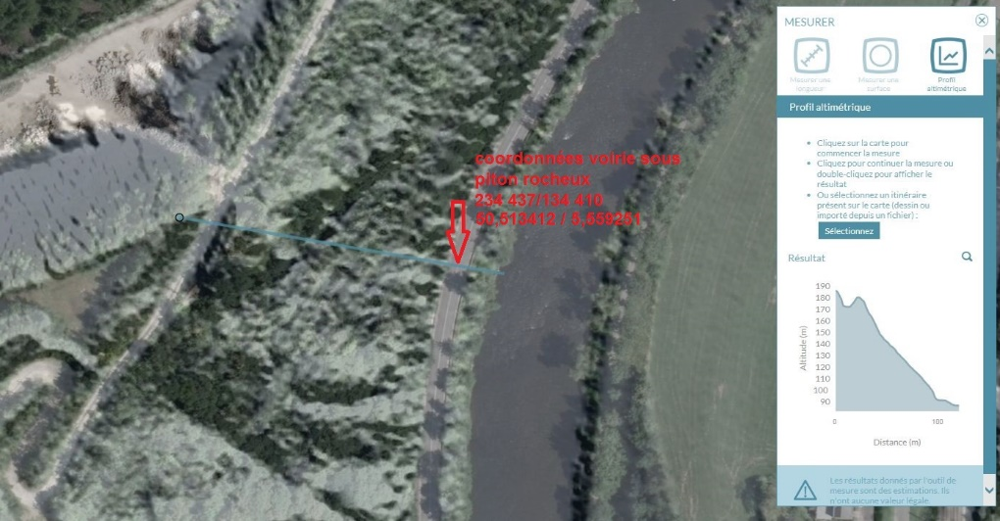 coordonnées voirie sous
piton rocheux
234 437/134 410
50,513412 / 5,559251
MESURER
Mesurer une
longueur
Mesurer une
surface
Profil
altimétrique
Profil altimétrique
Cliquez sur la carte pour
commencer la mesure
Cliquez pour continuer la mesure ou
double-cliquez pour afficher le
résultat
Ou sélectionnez un itinéraire
présent sur le carte (dessin ou
importé depuis un fichier) :
Sélectionnez
Résultat
190
180
170
160
150
140
130
120
110
100
90
Altitude (m)
0 100
Distance (m)
Les résultats donnés par l'outil de
mesure sont des estimations. Ils
n'ont aucune valeur légale.